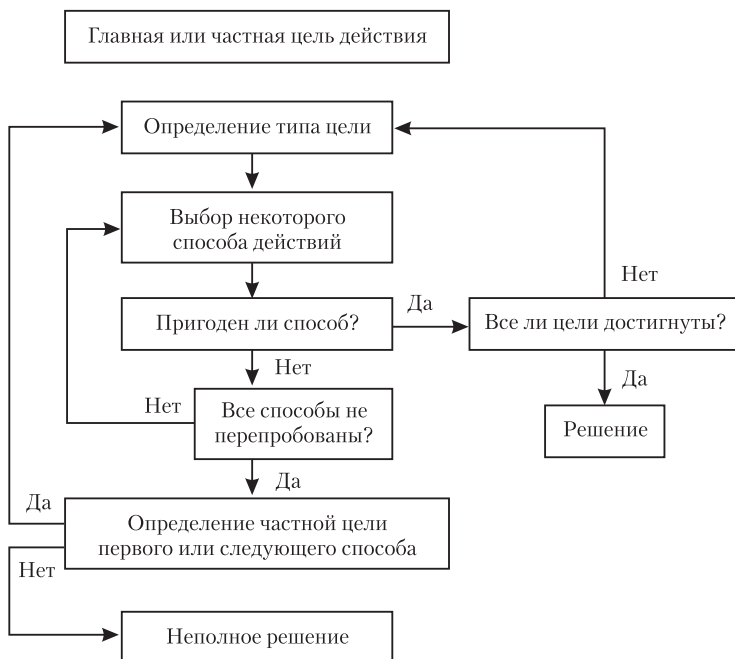 Главная или частная цель действия
Определение типа цели
Выбор некоторого
способа действий
Нет
Да
Пригоден ли способ?
Все ли цели достигнуты?
Нет
Да
Нет
Все способы не
перепробованы?
Решение
Да
Да
Определение частной цели
первого или следующего способа
Нет
Неполное решение